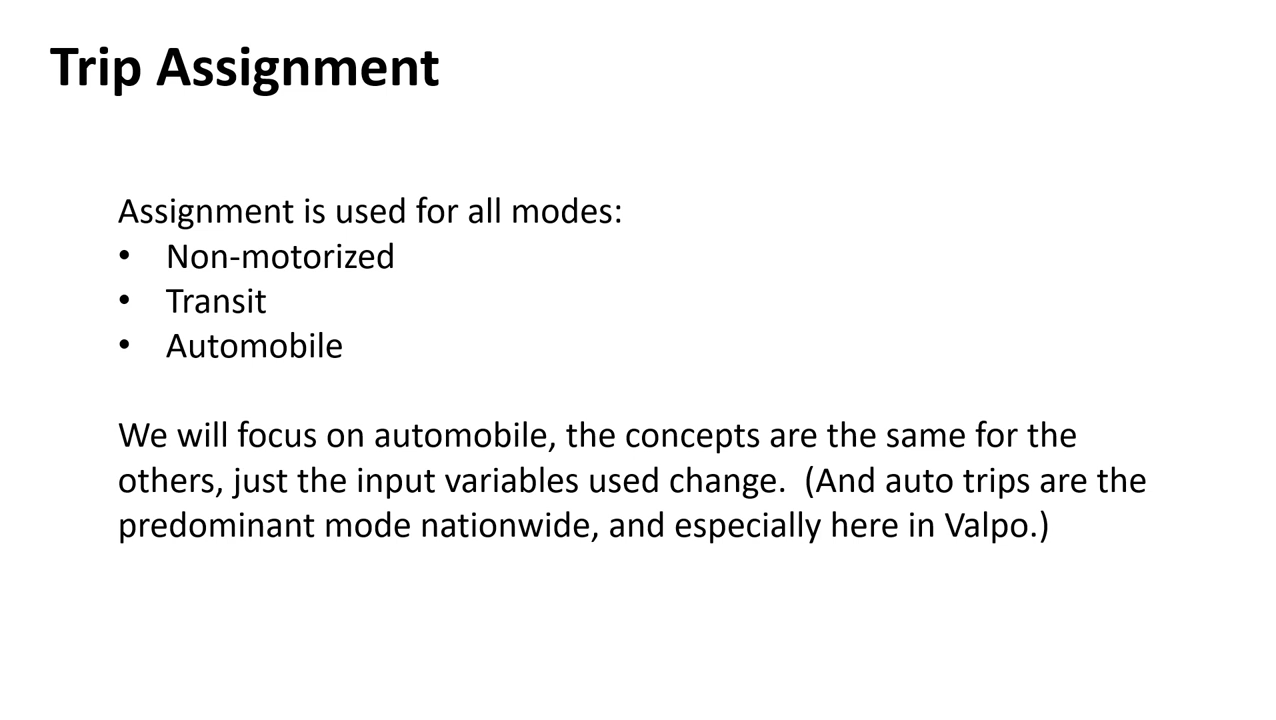 Trip Assignment
Assignment is used for all modes:
• Non-motorized
• Transit
• Automobile
We will focus on automobile, the concepts are the same for the
others, just the input variables used change.  (And auto trips are the
predominant mode nationwide, and especially here in Valpo.)